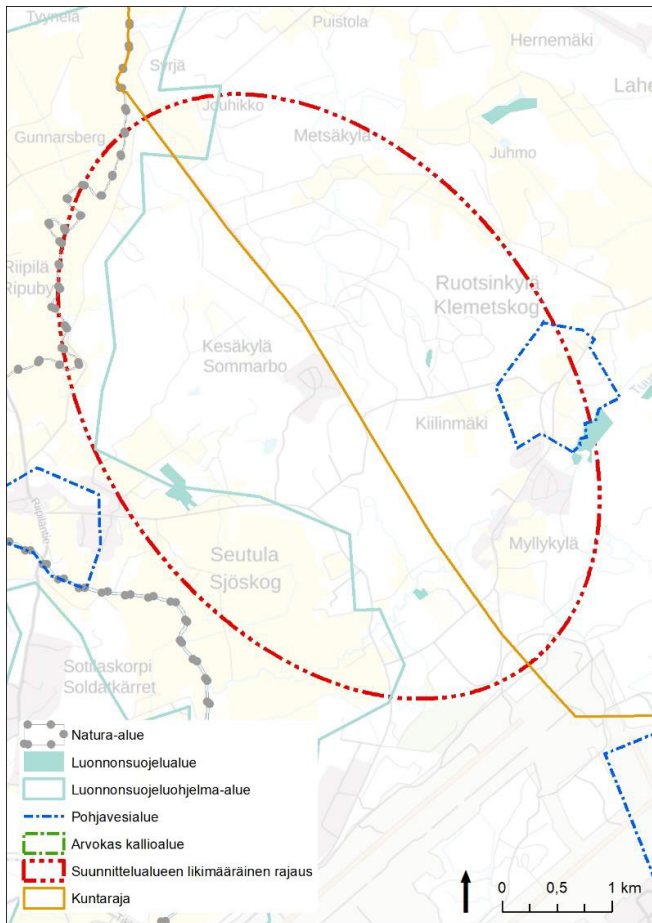 Tyynelä
Puistola
Hernemäki
Syrjä
Lahe
Jouhikko
Gunnarsberg
Metsäkylä
Juhmo
Riipilä
Ripuby
Ruotsinkylä
Klemetskog
Kesäkylä
Sommarbo
Tuu
Kiilinmäki
Riipiläntie
Seutula
Sjöskog
Myllykylä
Sotilaskorpi
Soldatkärret
Natura-alue
Luonnonsuojelualue
Luonnonsuojeluohjelma-alue
Pohjavesialue
Arvokas kallioalue
Suunnittelualueen likimääräinen rajaus
Kuntaraja
0 0,5 1 km